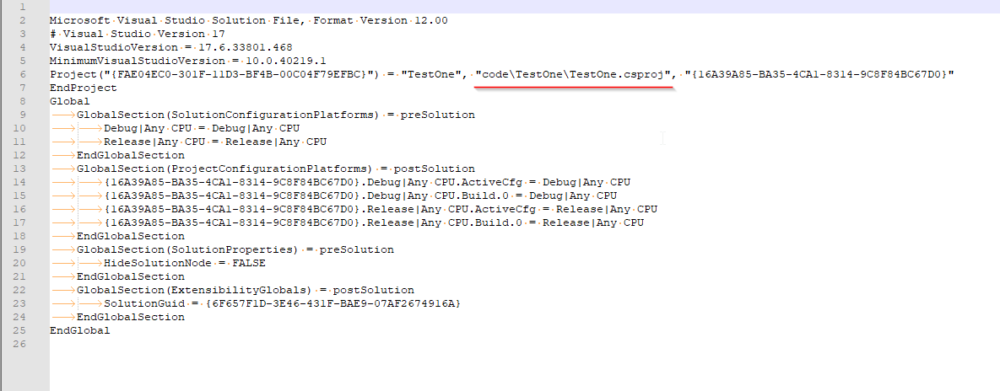 1
2 Microsoft Visual Studio Solution File, Format Version 12.00
3 # Visual Studio Version 17
4 VisualStudioVersion = 17.6.33801.468
5 MinimumVisualStudioVersion = 10.0.40219.1
6 Project("{FAE04EC0-301F-11D3-BF4B-00C04F79EFBC}") = "TestOne", "code\TestOne\TestOne.csproj", "{16A39A85-BA35-4CA1-8314-9C8F84BC67D0}"
7 EndProject
8 Global
9 GlobalSection(SolutionConfigurationPlatforms) = preSolution
10 Debug|Any CPU = Debug|Any CPU
11 Release|Any CPU = Release|Any CPU
12 EndGlobalSection
13 GlobalSection(ProjectConfigurationPlatforms) = postSolution
14 {16A39A85-BA35-4CA1-8314-9C8F84BC67D0}.Debug|Any CPU.ActiveCfg = Debug|Any CPU
15 {16A39A85-BA35-4CA1-8314-9C8F84BC67D0}.Debug|Any CPU.Build.0 = Debug|Any CPU
16 {16A39A85-BA35-4CA1-8314-9C8F84BC67D0}.Release|Any CPU.ActiveCfg = Release|Any CPU
17 {16A39A85-BA35-4CA1-8314-9C8F84BC67D0}.Release|Any CPU.Build.0 = Release|Any CPU
18 EndGlobalSection
19 GlobalSection(SolutionProperties) = preSolution
20 HideSolutionNode = FALSE
21 EndGlobalSection
22 GlobalSection(ExtensibilityGlobals) = postSolution
23 SolutionGuid = {6F657F1D-3E46-431F-BAE9-07AF2674916A}
24 EndGlobalSection
25 EndGlobal
26